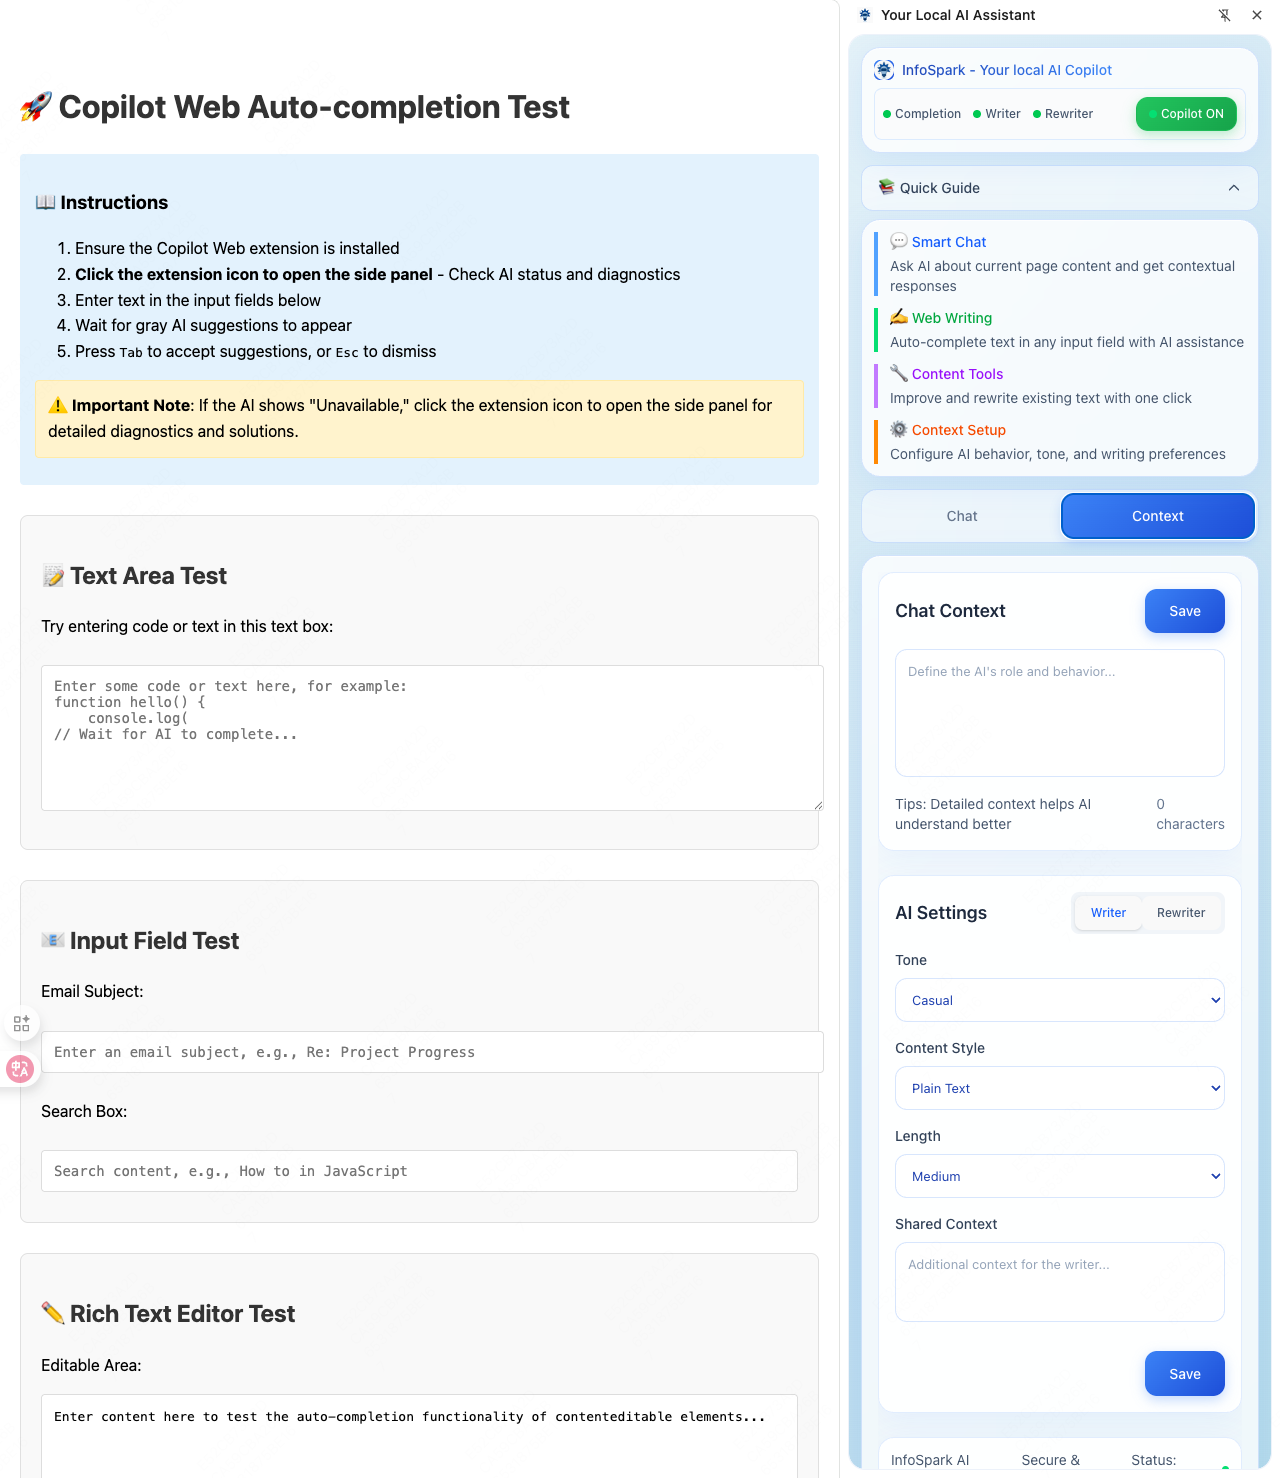 🚀 Copilot Web Auto-completion Test
📖 Instructions
1. Ensure the Copilot Web extension is installed
2. Click the extension icon to open the side panel - Check AI status and diagnostics
3. Enter text in the input fields below
4. Wait for gray AI suggestions to appear
5. Press Tab to accept suggestions, or Esc to dismiss
⚠️ Important Note: If the AI shows "Unavailable," click the extension icon to open the side panel for
detailed diagnostics and solutions.
📝 Text Area Test
Try entering code or text in this text box:
Enter some code or text here, for example:
function hello() {
    console.log(
// Wait for AI to complete...
📧 Input Field Test
Email Subject:
Enter an email subject, e.g., Re: Project Progress
Search Box:
Search content, e.g., How to in JavaScript
✏️ Rich Text Editor Test
Editable Area:
Enter content here to test the auto-completion functionality of contenteditable elements...
Your Local AI Assistant
InfoSpark - Your local AI Copilot
Completion Writer Rewriter Copilot ON
📚 Quick Guide
💬 Smart Chat
Ask AI about current page content and get contextual
responses
✍️ Web Writing
Auto-complete text in any input field with AI assistance
🔧 Content Tools
Improve and rewrite existing text with one click
⚙️ Context Setup
Configure AI behavior, tone, and writing preferences
Chat Context
Chat Context Save
Define the AI's role and behavior...
Tips: Detailed context helps AI
understand better
0
characters
AI Settings Writer Rewriter
Tone
Casual
Content Style
Plain Text
Length
Medium
Shared Context
Additional context for the writer...
Save
InfoSpark AI Secure & Status: